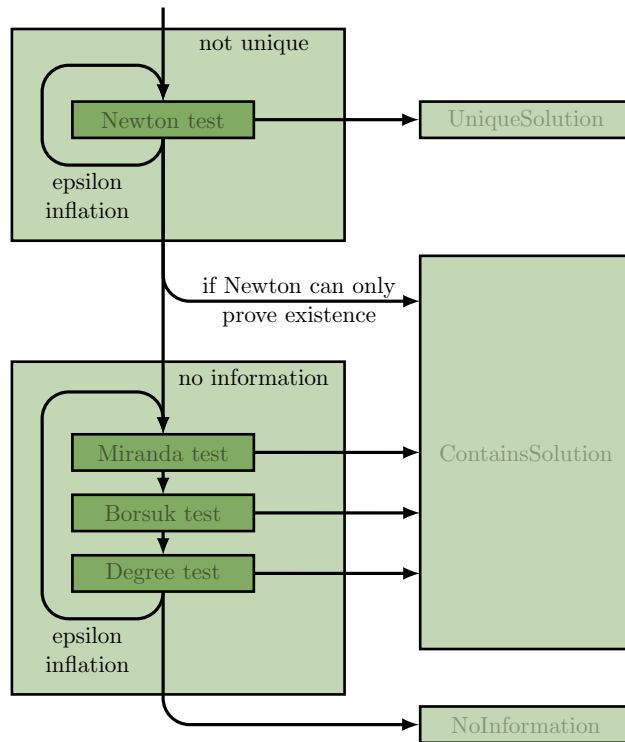 not unique
Newton test
UniqueSolution
epsilon
inflation
if Newton can only
prove existence
no information
Miranda test
ContainsSolution
Borsuk test
Degree test
epsilon
inflation
NoInformation